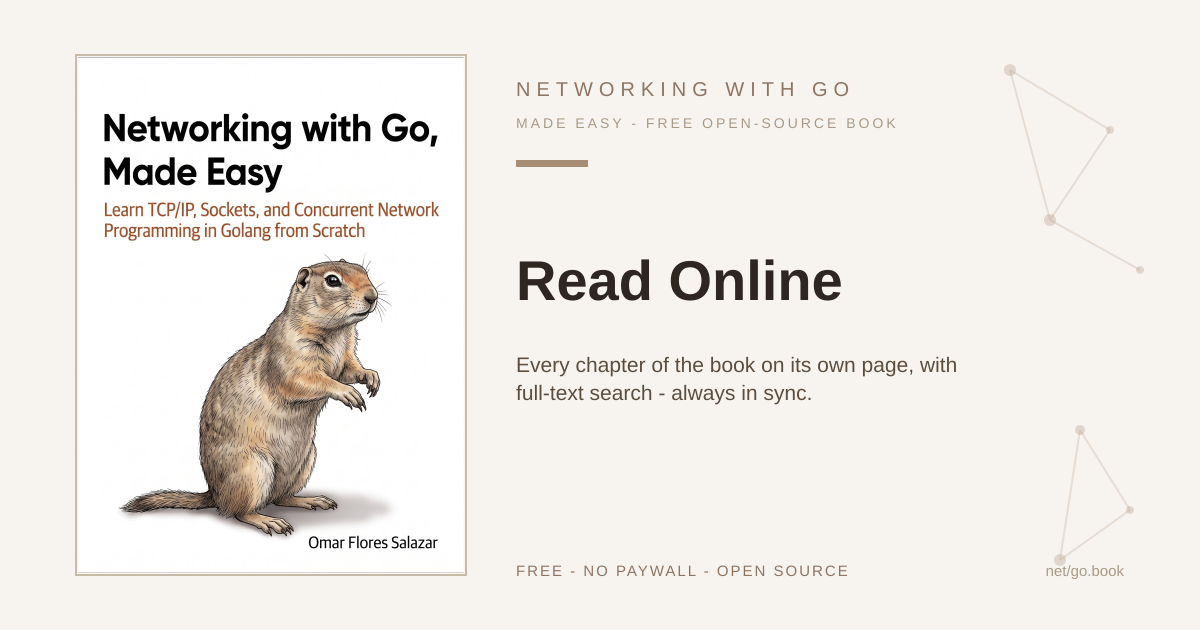 Networking with Go,
Made Easy
Learn TCP/IP, Sockets, and Concurrent Network
Programming in Golang from Scratch
Omar Flores Salazar
NETWORKING WITH GO
MADE EASY - FREE OPEN-SOURCE BOOK
Read Online
Every chapter of the book on its own page, with
full-text search - always in sync.
FREE - NO PAYWALL - OPEN SOURCE
net/go.book